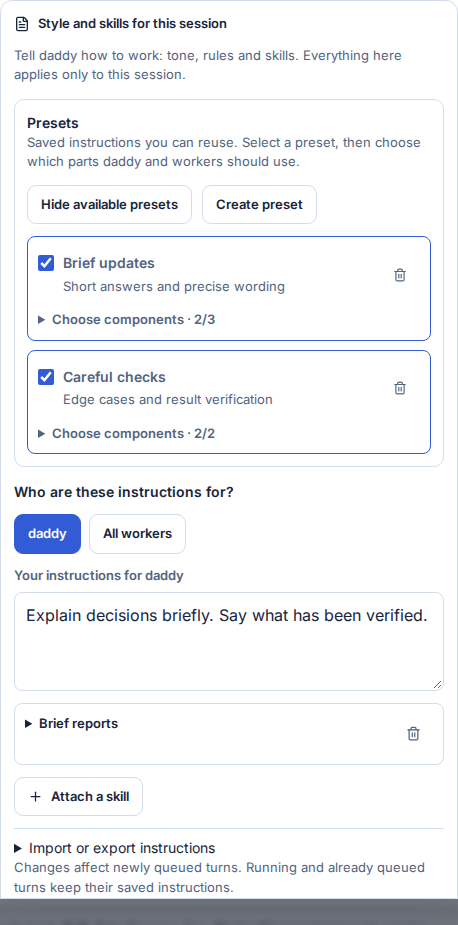 Style and skills for this session
Tell daddy how to work: tone, rules and skills. Everything here
applies only to this session.
Presets
Saved instructions you can reuse. Select a preset, then choose
which parts daddy and workers should use.
Hide available presets
Create preset
Brief updates
Short answers and precise wording
Choose components · 2/3
Careful checks
Edge cases and result verification
Choose components · 2/2
Who are these instructions for?
daddy
All workers
Your instructions for daddy
Explain decisions briefly. Say what has been verified.
Brief reports
+ Attach a skill
Import or export instructions
Changes affect newly queued turns. Running and already queued
turns keep their saved instructions.